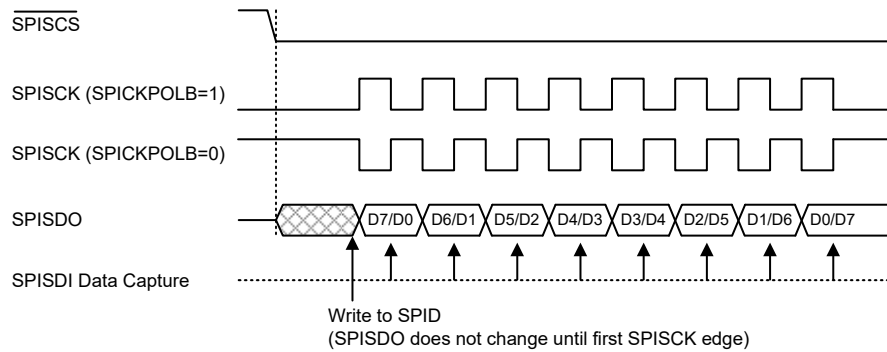 SPISCS
SPISCK (SPICKPOLB=1)
SPISCK (SPICKPOLB=0)
SPISDO
D7/D0 D6/D1 D5/D2 D4/D3 D3/D4 D2/D5 D1/D6 D0/D7
SPISDI Data Capture
Write to SPID
(SPISDO does not change until first SPISCK edge)